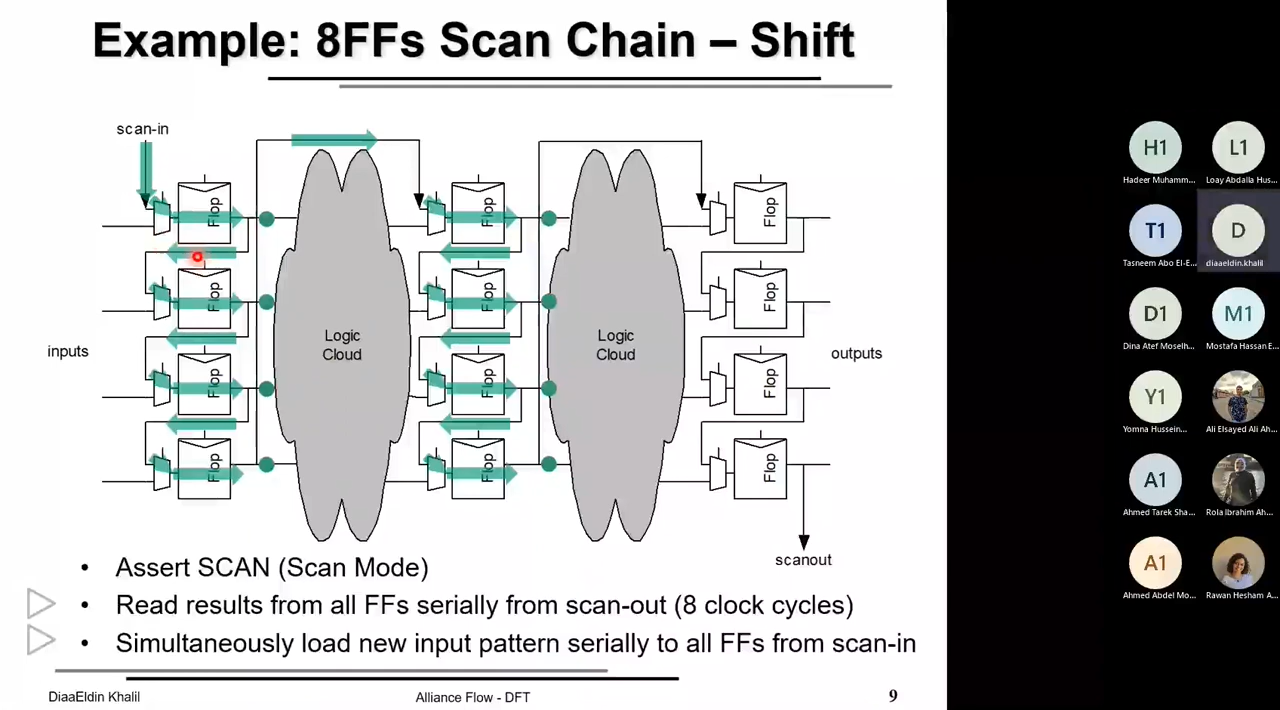 Example: 8FFs Scan Chain – Shift
scan-in
Flop
Flop
Flop
Flop
Flop
Flop
Flop
Flop
Flop
Flop
Flop
Flop
Logic
Cloud
Logic
Cloud
inputs
outputs
scanout
• Assert SCAN (Scan Mode)
• Read results from all FFs serially from scan-out (8 clock cycles)
• Simultaneously load new input pattern serially to all FFs from scan-in
DiaaEldin Khalil
Alliance Flow - DFT
9
H1
L1
Hadeer Muhamm...
Loay Abdalla Hus...
T1
D
Tasneem Abo El-E...
diaaeldin.khalil
D1
M1
Dina Atef Moselh...
Mostafa Hassan E...
Y1
Yomna Hussein...
Ali Elsayed Ali Ah...
A1
Ahmed Tarek Sha...
Rola Ibrahim Ah...
A1
Ahmed Abdel Mo...
Rawan Hesham A...